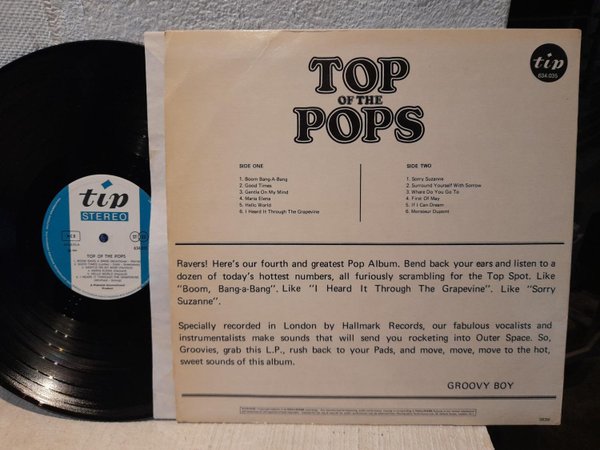 TOP
OF THE
POPS
tip
634.035
SIDE ONE
1. Boom Bang-A-Bang
2. Good Times
3. Gentle On My Mind
4. Maria Elena
5. Hello World
6. I Heard It Through The Grapevine
SIDE TWO
1. Sorry Suzanne
2. Surround Yourself With Sorrow
3. Where Do You Go To
4. First Of May
5. If I Can Dream
6. Monsieur Dupont
Ravers! Here's our fourth and greatest Pop Album. Bend back your ears and listen to a
dozen of today's hottest numbers, all furiously scrambling for the Top Spot. Like
"Boom, Bang-a-Bang". Like "I Heard It Through The Grapevine". Like "Sorry
Suzanne".
Specially recorded in London by Hallmark Records, our fabulous vocalists and
instrumentalists make sounds that will send you rocketing into Outer Space. So,
Groovies, grab this L.P., rush back to your Pads, and move, move, move to the hot,
sweet sounds of this album.
GROOVY BOY
tip
STEREO
TOP OF THE POPS